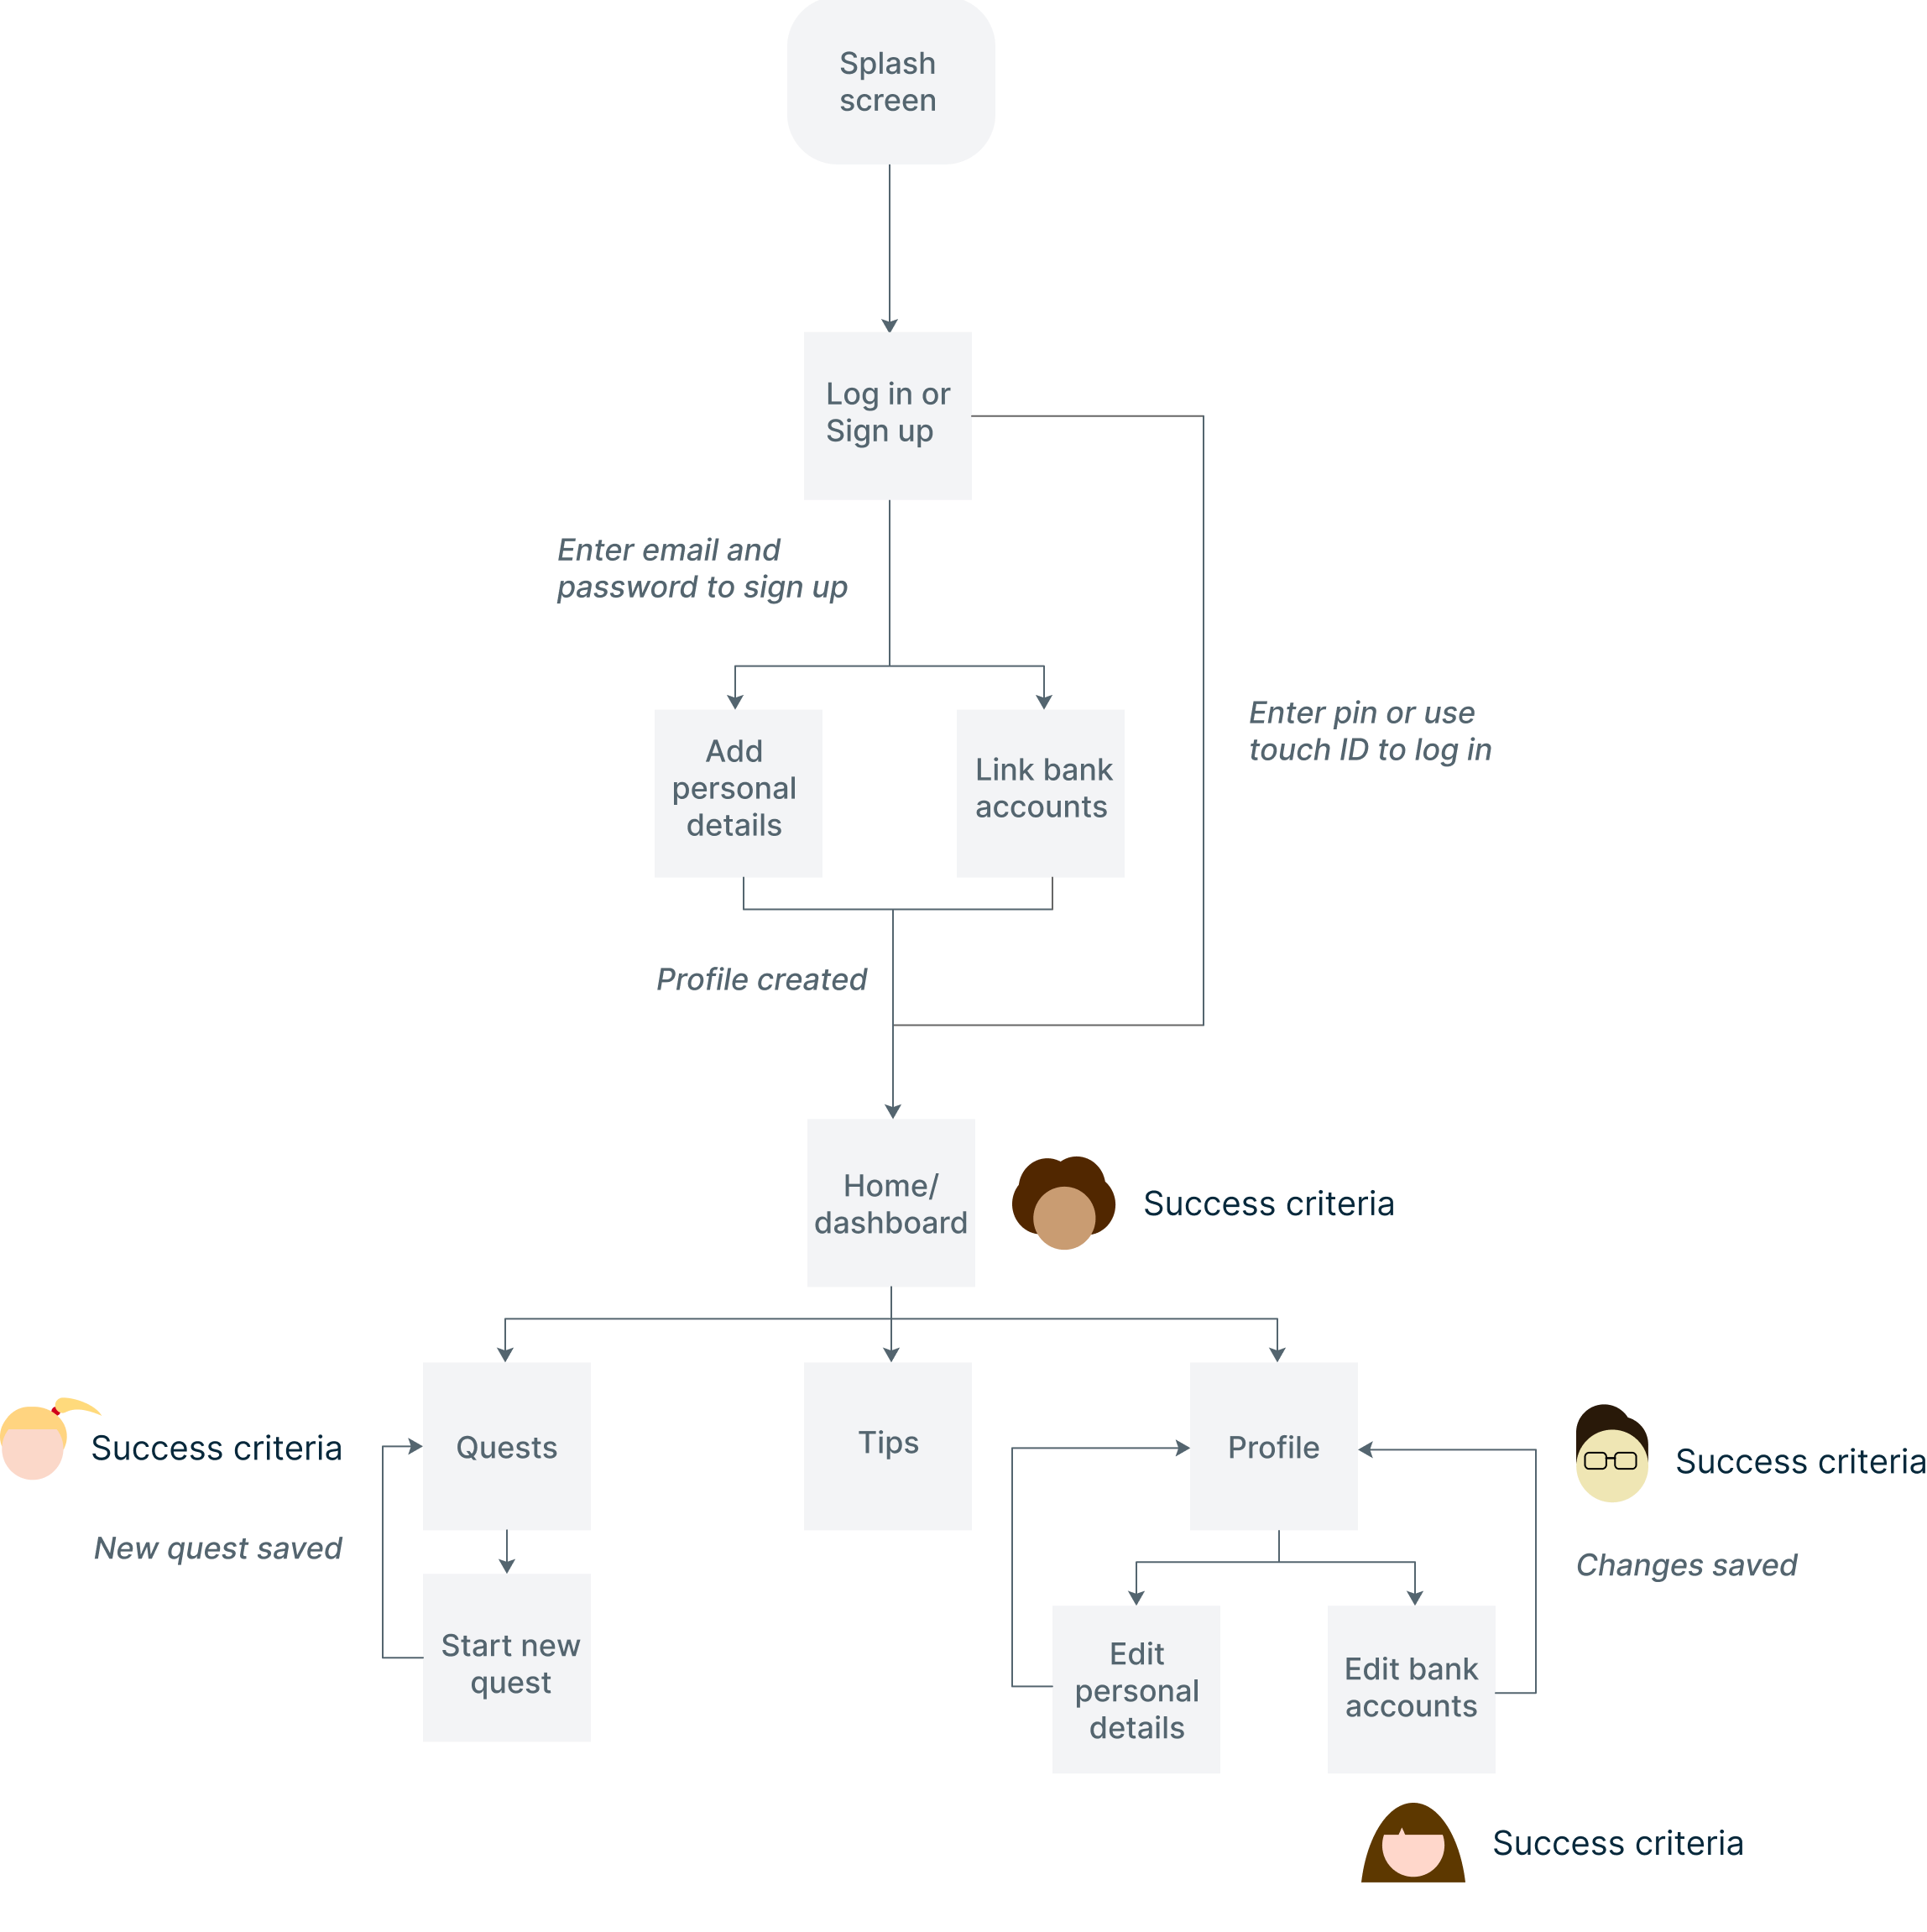 Splash
screen
Log in or
Sign up
Enter email and
password to sign up
Enter pin or use
touch ID to log in
Add
personal
details
Link bank
accounts
Profile created
Home/
dashboard
Success criteria
Success criteria
Quests
Tips
Profile
Success criteria
New quest saved
Changes saved
Start new
quest
Edit
personal
details
Edit bank
accounts
Success criteria